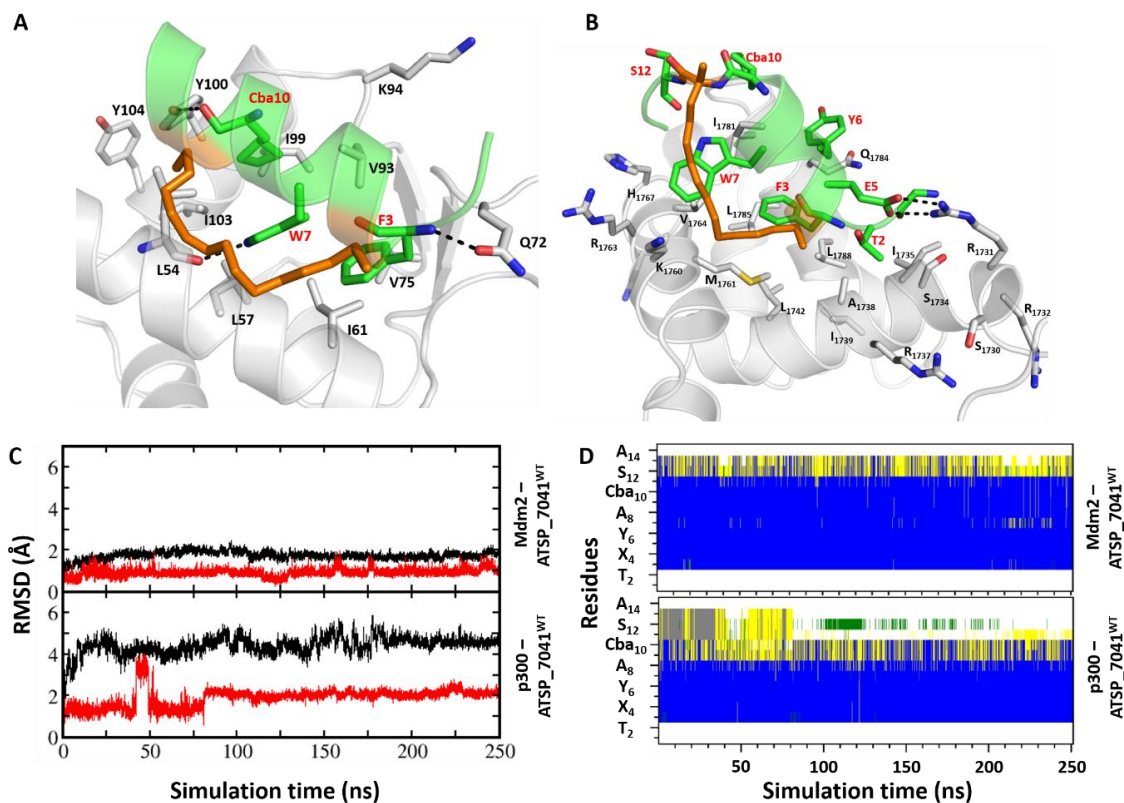 A
B
K94
Y100
Cba10
Y104
I99
V93
I103
W7
F3
Q72
L54
V75
L57
I61
S12
Cba10
I1781
Y6
Q1784
W7
H1767
F3
E5
V1764
L1785
R1763
T2
R1731
K1760
L1788
I1735
M1761
S1734
L1742
A1738
R1732
I1739
S1730
R1737
C
RMSD (Å)
6
4
2
0
6
4
2
0
0 50 100 150 200 250
Simulation time (ns)
Mdm2 –
ATSP_7041WT
p300 –
ATSP_7041WT
D
Residues
A14
S12
Cba10
A8
Y6
X4
T2
A14
S12
Cba10
A8
Y6
X4
T2
50 100 150 200 250
Simulation time (ns)
Mdm2 –
ATSP_7041WT
p300 –
ATSP_7041WT